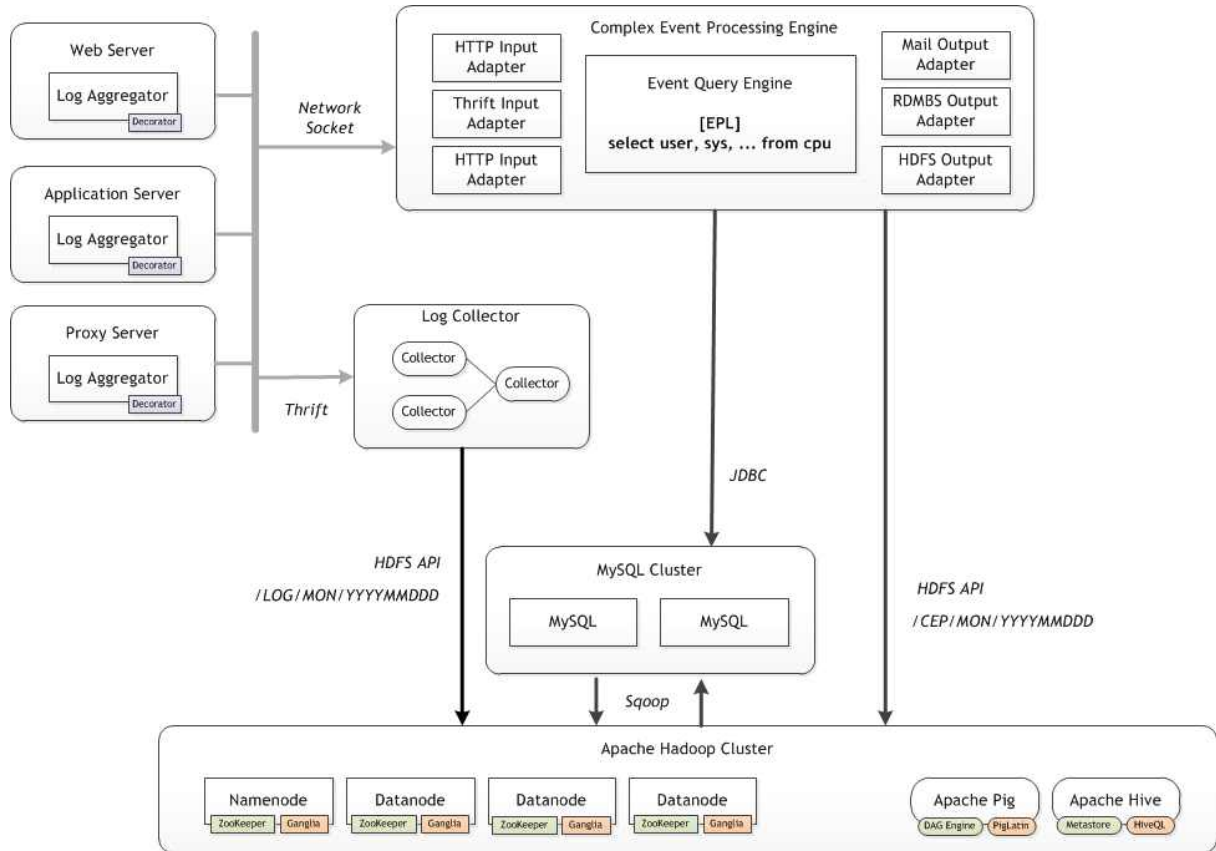 Web Server
Log Aggregator
Decorator
Application Server
Log Aggregator
Decorator
Proxy Server
Log Aggregator
Decorator
Network
Socket
Thrift
Complex Event Processing Engine
HTTP Input
Adapter
Thrift Input
Adapter
HTTP Input
Adapter
Event Query Engine
[EPL]
select user, sys, ... from cpu
Mail Output
Adapter
RDMBS Output
Adapter
HDFS Output
Adapter
Log Collector
Collector
Collector
Collector
JDBC
HDFS API
/LOG/MON/YYYYMMDDD
MySQL Cluster
MySQL
MySQL
HDFS API
/CEP/MON/YYYYMMDDD
Sqoop
Apache Hadoop Cluster
Namenode
ZooKeeper
Ganglia
Datanode
ZooKeeper
Ganglia
Datanode
ZooKeeper
Ganglia
Datanode
ZooKeeper
Ganglia
Apache Pig
DAG Engine
PigLatin
Apache Hive
Metastore
HiveQL